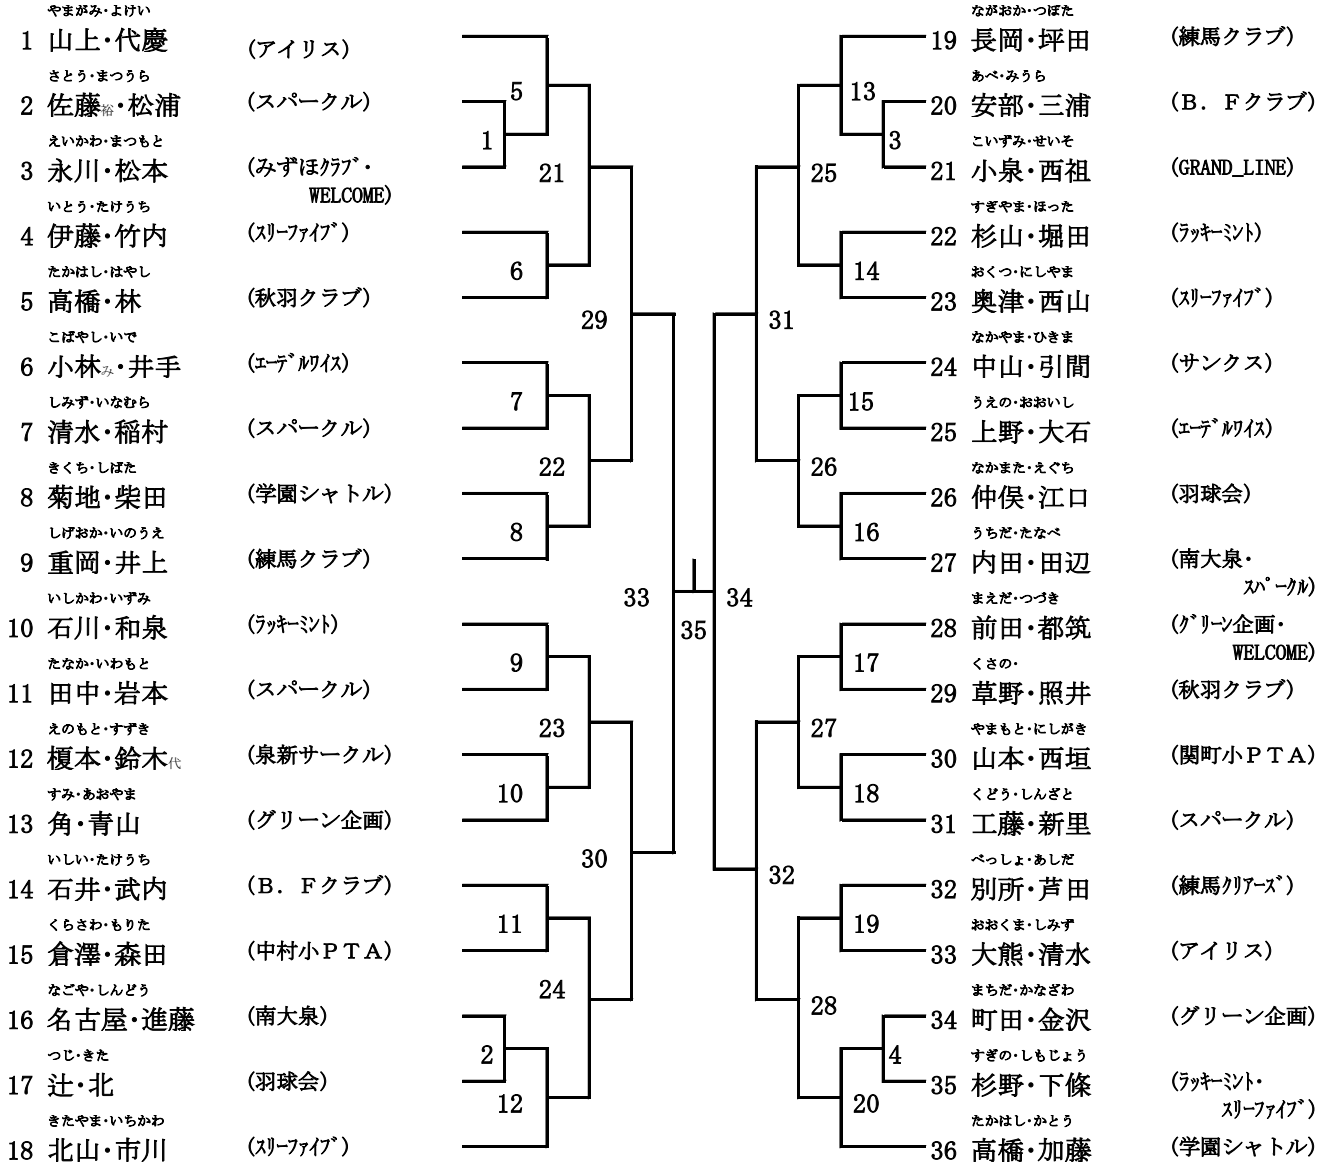 やまがみ・よけい
1 山上・代慶 (アイリス)
さとう・まつうら
2 佐藤裕・松浦 (スパークル)
えいかわ・まつもと
3 永川・松本 (みずほｸﾗﾌﾞ・
WELCOME)
いとう・たけうち
4 伊藤・竹内 (ｽﾘｰﾌｧｲﾌﾞ)
たかはし・はやし
5 高橋・林 (秋羽クラブ)
こばやし・いで
6 小林み・井手 (ｴｰﾃﾞﾙﾜｲｽ)
しみず・いなむら
7 清水・稲村 (スパークル)
きくち・しばた
8 菊地・柴田 (学園シャトル)
しげおか・いのうえ
9 重岡・井上 (練馬クラブ)
いしかわ・いずみ
10 石川・和泉 (ﾗｯｷｰﾐﾝﾄ)
たなか・いわもと
11 田中・岩本 (スパークル)
えのもと・すずき
12 榎本・鈴木代 (泉新サークル)
すみ・あおやま
13 角・青山 (グリーン企画)
いしい・たけうち
14 石井・武内 (Ｂ．Ｆクラブ)
くらさわ・もりた
15 倉澤・森田 (中村小ＰＴＡ)
なごや・しんどう
16 名古屋・進藤 (南大泉)
つじ・きた
17 辻・北 (羽球会)
きたやま・いちかわ
18 北山・市川 (ｽﾘｰﾌｧｲﾌﾞ)
5
1
21
6
29
7
22
8
33
9
23
10
30
11
24
2
12
35
34
13
3
25
14
31
15
26
16
17
27
18
32
19
28
4
20
ながおか・つぼた
19 長岡・坪田 (練馬クラブ)
あべ・みうら
20 安部・三浦 (Ｂ．Ｆクラブ)
こいずみ・せいそ
21 小泉・西祖 (GRAND_LINE)
すぎやま・ほった
22 杉山・堀田 (ﾗｯｷｰﾐﾝﾄ)
おくつ・にしやま
23 奥津・西山 (ｽﾘｰﾌｧｲﾌﾞ)
なかやま・ひきま
24 中山・引間 (サンクス)
うえの・おおいし
25 上野・大石 (ｴｰﾃﾞﾙﾜｲｽ)
なかまた・えぐち
26 仲俣・江口 (羽球会)
うちだ・たなべ
27 内田・田辺 (南大泉・
ｽﾊﾟｰｸﾙ)
まえだ・つづき
28 前田・都筑 (ｸﾞﾘｰﾝ企画・
WELCOME)
くさの・
29 草野・照井 (秋羽クラブ)
やまもと・にしがき
30 山本・西垣 (関町小ＰＴＡ)
くどう・しんざと
31 工藤・新里 (スパークル)
べっしょ・あしだ
32 別所・芦田 (練馬ｸﾘｱｰｽﾞ)
おおくま・しみず
33 大熊・清水 (アイリス)
まちだ・かなざわ
34 町田・金沢 (グリーン企画)
すぎの・しもじょう
35 杉野・下條 (ﾗｯｷｰﾐﾝﾄ・
ｽﾘｰﾌｧｲﾌﾞ)
たかはし・かとう
36 高橋・加藤 (学園シャトル)